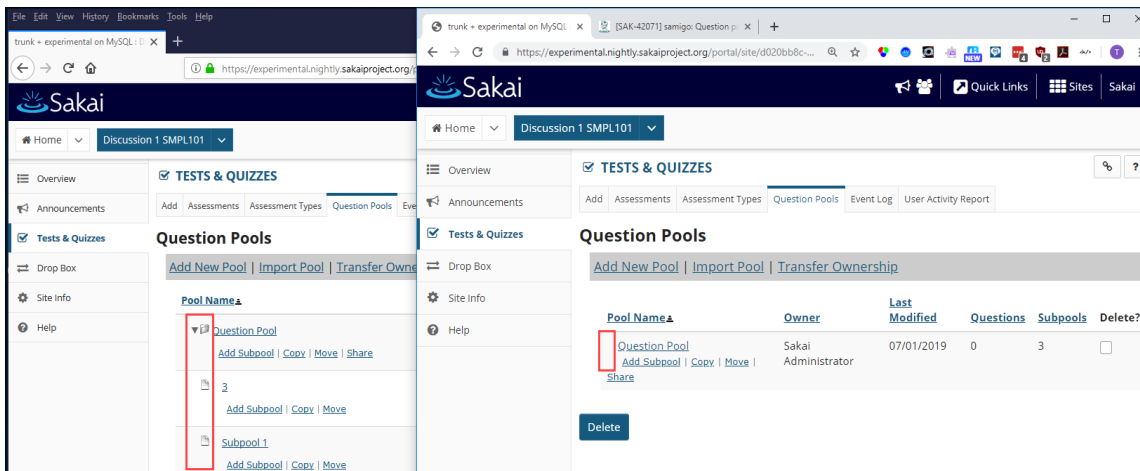 File Edit View History Bookmarks Tools Help
trunk + experimental on MySQL : D
https://experimental.nightly.sakaiproject.org/p
Sakai
Home
Discussion 1 SMPL101
Overview
Announcements
Tests & Quizzes
Drop Box
Site Info
Help
TESTS & QUIZZES
Add Assessments Assessment Types Question Pools Eve
Question Pools
Add New Pool | Import Pool | Transfer Owne
Pool Name
Question Pool
Add Subpool | Copy | Move | Share
3
Add Subpool | Copy | Move
Subpool 1
Add Subpool | Copy | Move
trunk + experimental on MySQL
[SAK-42071] samigo: Question p
https://experimental.nightly.sakaiproject.org/portal/site/d020bb8c-...
NEW
4
2
T
Sakai
Quick Links
Sites
Sakai
Home
Discussion 1 SMPL101
Overview
Announcements
Tests & Quizzes
Drop Box
Site Info
Help
TESTS & QUIZZES
?
Add Assessments Assessment Types Question Pools Event Log User Activity Report
Question Pools
Add New Pool | Import Pool | Transfer Ownership
Pool Name Owner Last Modified Questions Subpools Delete?
Question Pool Sakai Administrator 07/01/2019 0 3
Add Subpool | Copy | Move |
Share
Delete